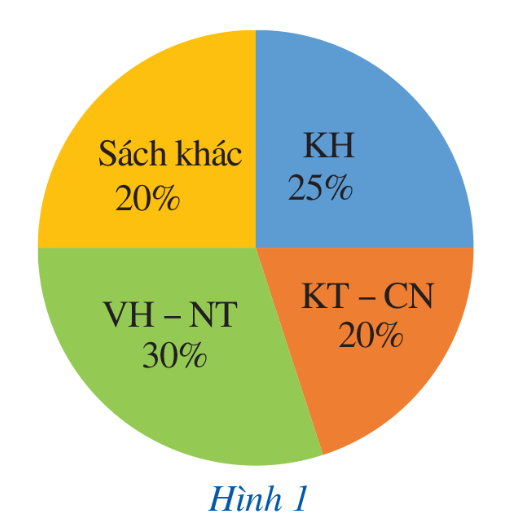 Sách khác
20%
KH
25%
VH – NT
30%
KT – CN
20%
Hình 1